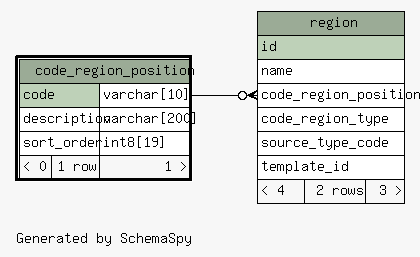 region
id
name
code_region_position
code_region_type
source_type_code
template_id
< 4 2 rows 3 >
code_region_position
code varchar[10]
description varchar[200]
sort_order int8[19]
< 0 1 row 1 >
Generated by SchemaSpy